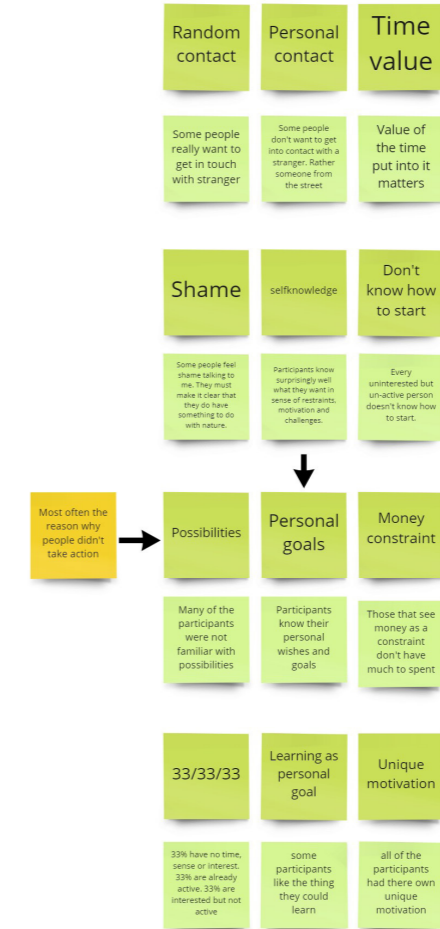 Random
contact
Personal
contact
Time
value
Some people
really want to
get in touch
with stranger
Some people
don't want to get
into contact with a
stranger. Rather
someone from
the street
Value of
the time
put into it
matters
Shame
selfknowledge
Don't
know how
to start
Some people feel
shame talking to
me. They must
make it clear that
they do have
something to do
with nature.
Participants know
surprisingly well
what they want in
sense of restraints,
motivation and
challenges.
Every
uninterested but
un-active person
doesn't know how
to start.
Most often the
reason why
people didn't
take action
Possibilities
Personal
goals
Money
constraint
Many of the
participants
were not
familiar with
possibilities
Participants
know their
personal
wishes and
goals
Those that see
money as a
constraint
don't have
much to spent
33/33/33
Learning as
personal
goal
Unique
motivation
33% have no time,
sense or interest.
33% are already
active. 33% are
interested but not
active
some
participants
like the thing
they could
learn
all of the
participants
had there own
unique
motivation